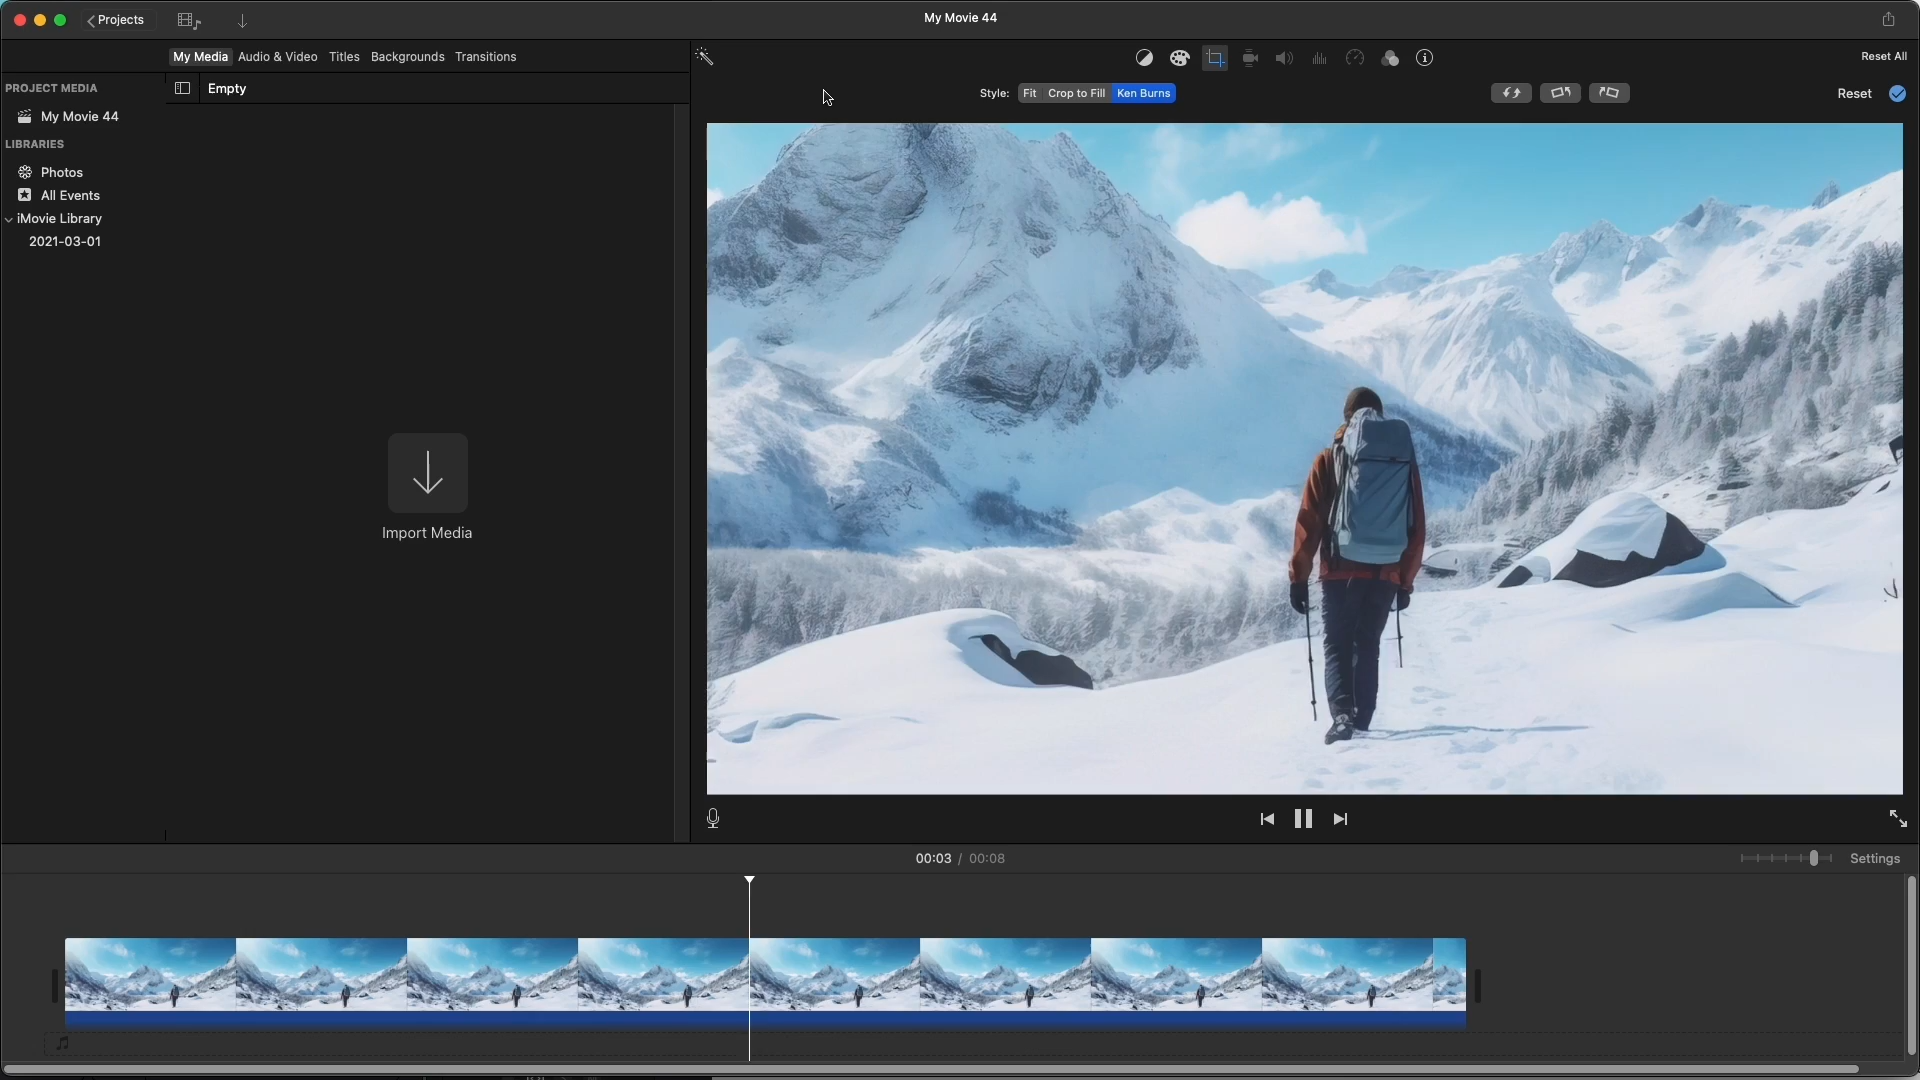 Projects
My Movie 44
My Media Audio & Video Titles Backgrounds Transitions
Reset All
PROJECT MEDIA
Empty
Style: Fit Crop to Fill Ken Burns
Reset
My Movie 44
LIBRARIES
Photos
All Events
iMovie Library
2021-03-01
Import Media
00:03 / 00:08
Settings